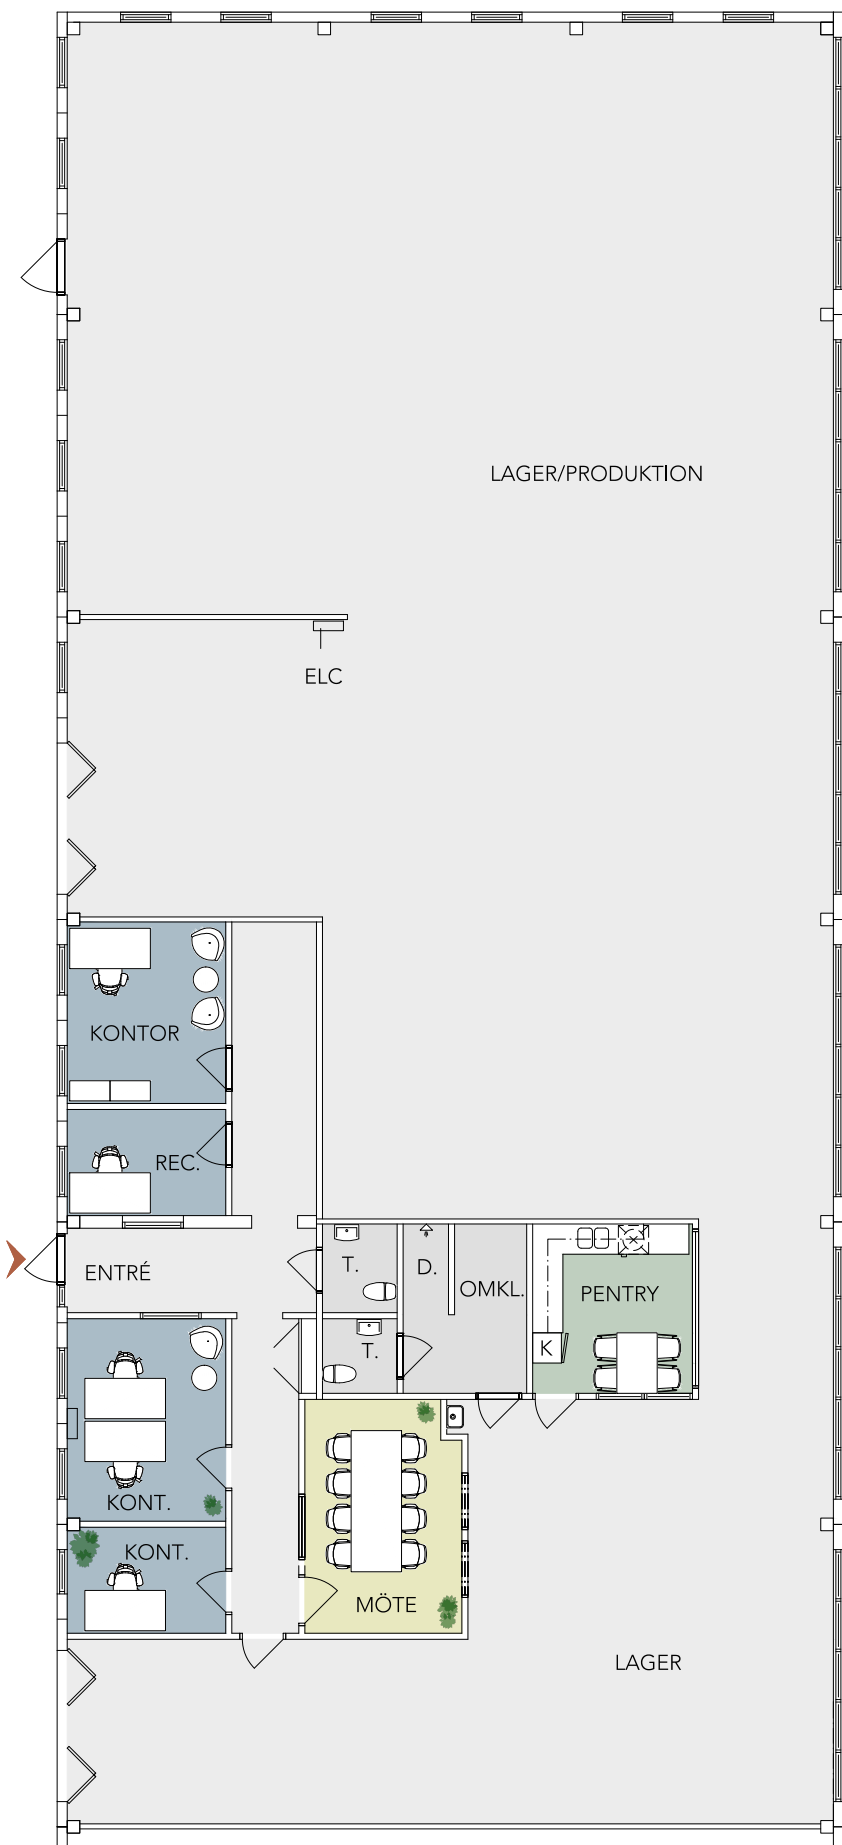 LAGER/PRODUKTION
ELC
KONTOR
REC.
ENTRÉ
T.
D.
OMKL.
PENTRY
T.
K
KONT.
KONT.
MÖTE
LAGER